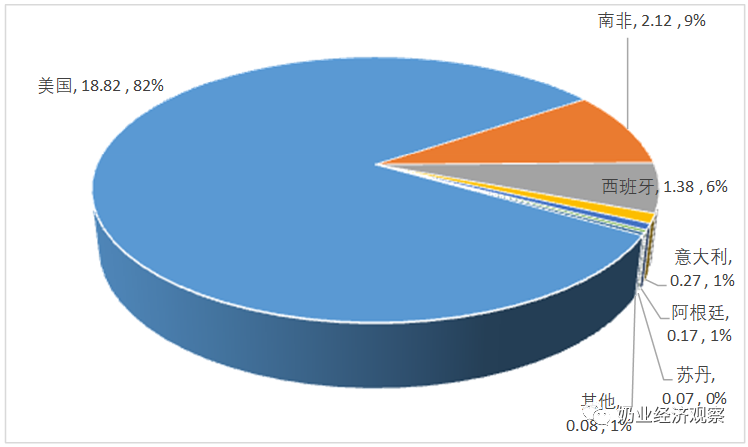 南非, 2.12 , 9%
美国, 18.82 , 82%
西班牙, 1.38 , 6%
意大利,
0.27 , 1%
阿根廷,
0.17 , 1%
苏丹,
0.07 , 0%
其他,
0.08 , 1%
奶业经济观察